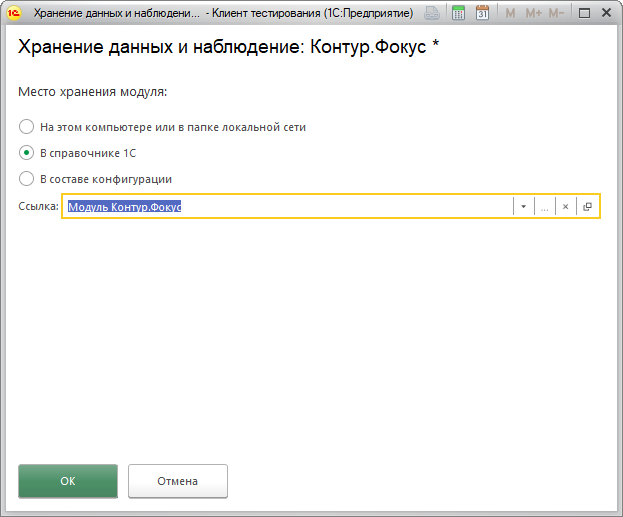 Хранение данных и наблюдени... - Клиент тестирования (1С:Предприятие)
31 M M+ M−
Хранение данных и наблюдение: Контур.Фокус *
Место хранения модуля:
На этом компьютере или в папке локальной сети
В справочнике 1С
В составе конфигурации
Ссылка: Модуль Контур.Фокус ...
ОК Отмена